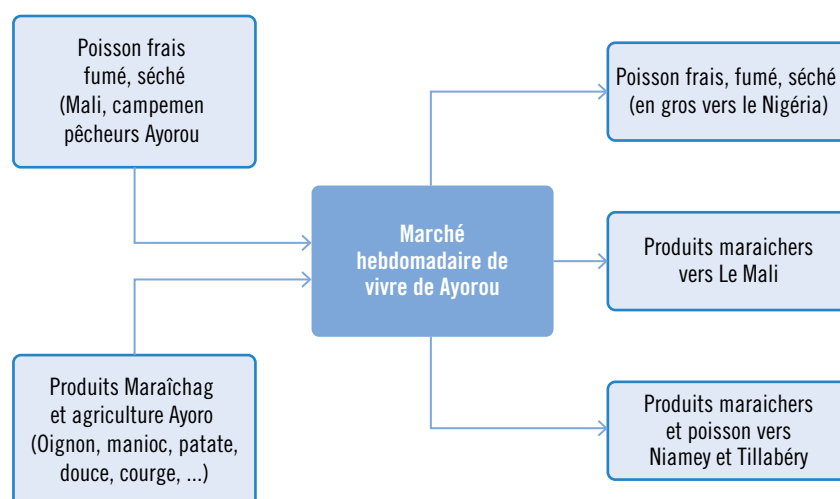 Poisson frais
fumé, séché
(Mali, campemen
pêcheurs Ayorou
Produits Maraîchag
et agriculture Ayoro
(Oignon, manioc, patate,
douce, courge, ...)
Marché
hebdomadaire de
vivre de Ayorou
Poisson frais, fumé, séché
(en gros vers le Nigéria)
Produits maraichers
vers Le Mali
Produits maraichers
et poisson vers
Niamey et Tillabéry